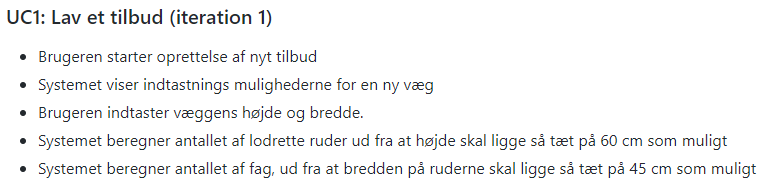 UC1: Lav et tilbud (iteration 1)
Brugeren starter oprettelse af nyt tilbud
Systemet viser indtastnings mulighederne for en ny væg
Brugeren indtaster væggens højde og bredde.
Systemet beregner antallet af lodrette ruder ud fra at højde skal ligge så tæt på 60 cm som muligt
Systemet beregner antallet af fag, ud fra at bredden på ruderne skal ligge så tæt på 45 cm som muligt